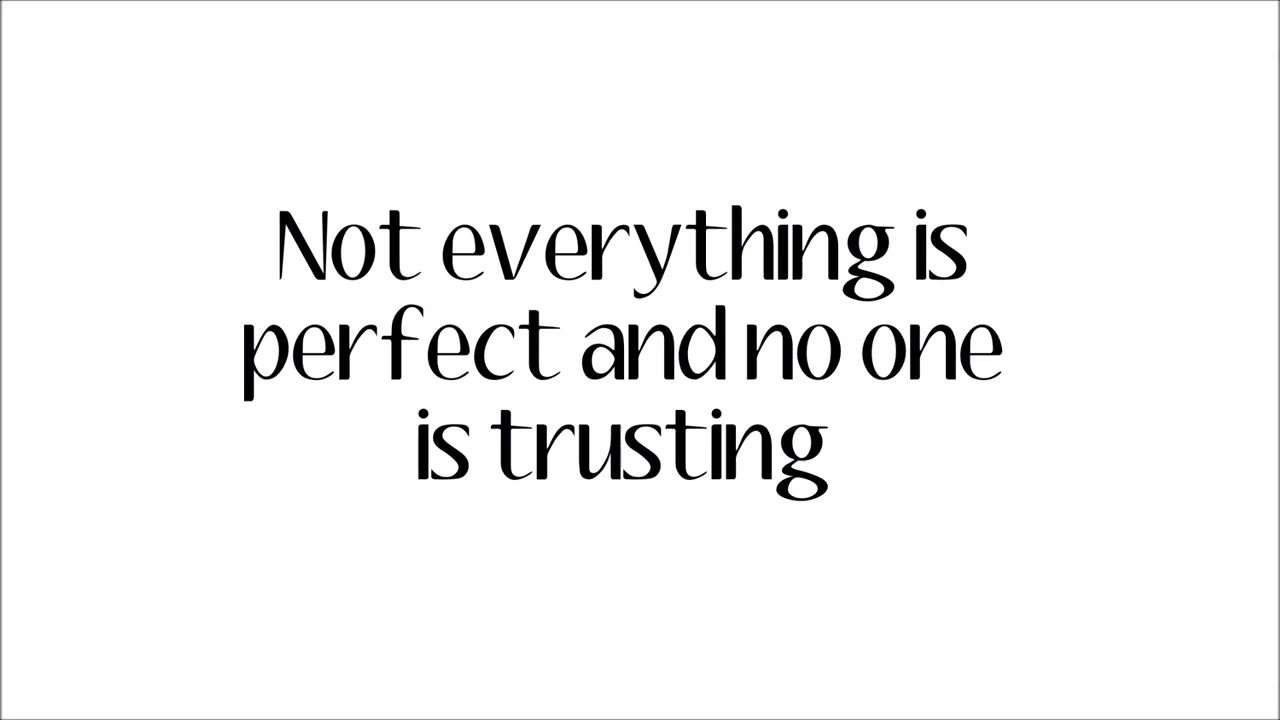 Not everything is
perfect and no one
is trusting